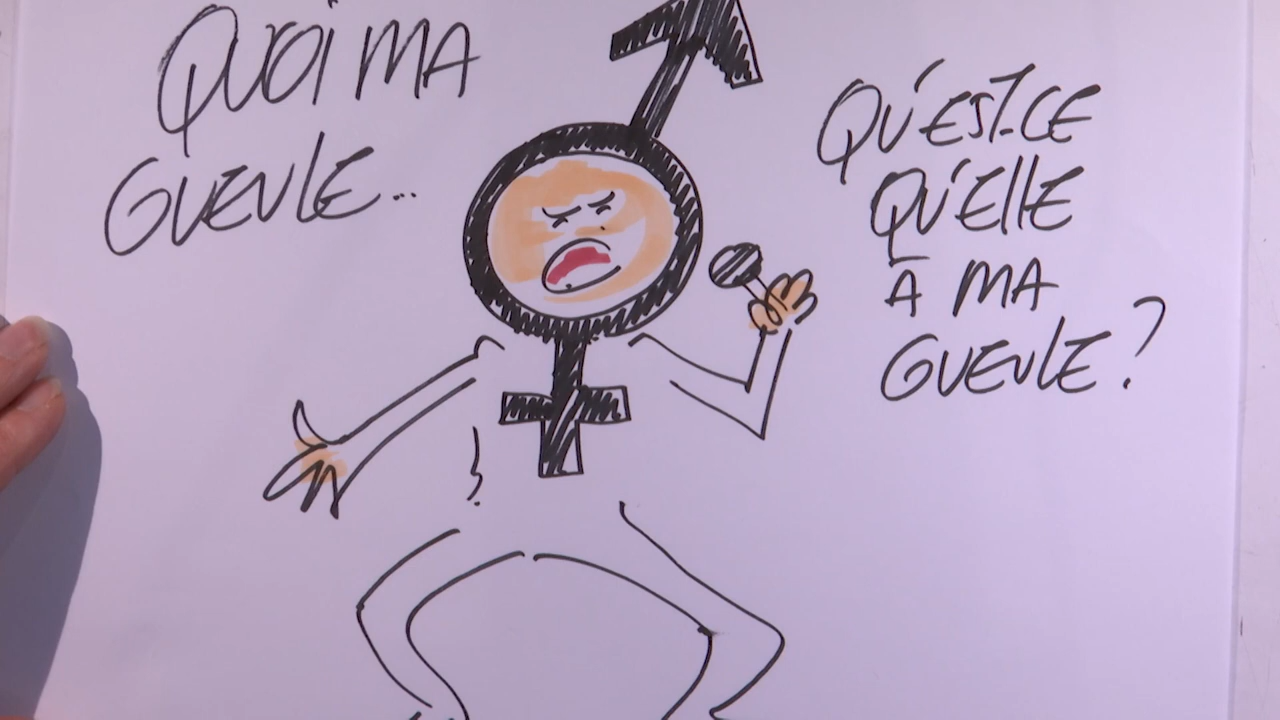 QUOI MA
GUEULE...
QU'EST-CE
QU'ELLE
A MA
GUEULE ?